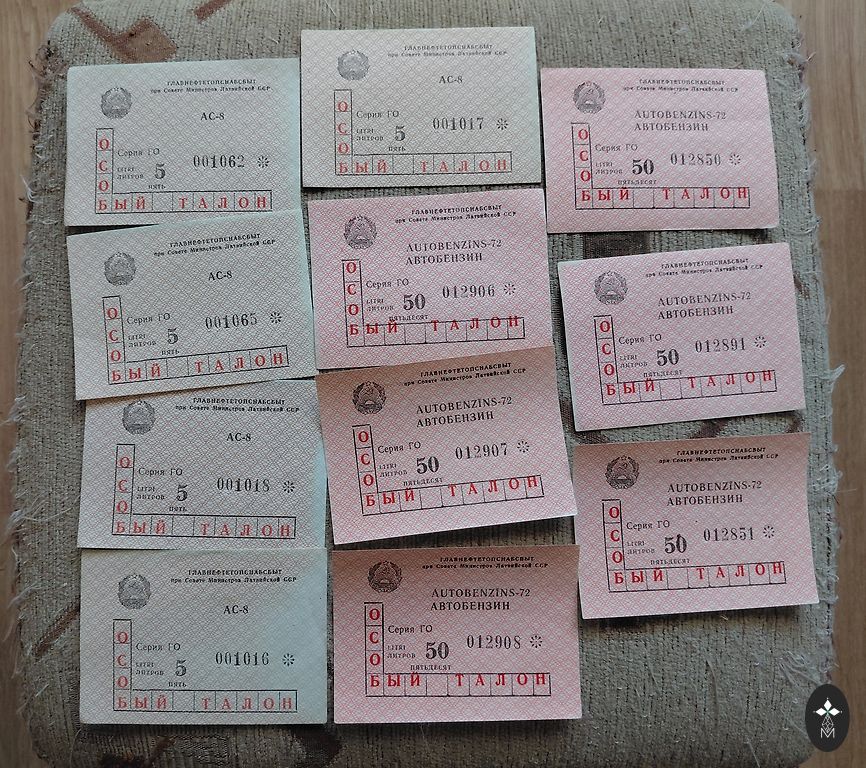 ГЛАВНЕФТЕТОПСНАБСБЫТ
при Совете Министров Латвийской ССР
АС-8
Серия ГО
LITRI
ЛИТРОВ 5 001062
ПЯТЬ
ОСОБЫЙ ТАЛОН
ГЛАВНЕФТЕТОПСНАБСБЫТ
при Совете Министров Латвийской ССР
АС-8
Серия ГО
LITRI
ЛИТРОВ 5 001065
ПЯТЬ
ОСОБЫЙ ТАЛОН
ГЛАВНЕФТЕТОПСНАБСБЫТ
при Совете Министров Латвийской ССР
АС-8
Серия ГО
LITRI
ЛИТРОВ 5 001018
ПЯТЬ
ОСОБЫЙ ТАЛОН
ГЛАВНЕФТЕТОПСНАБСБЫТ
при Совете Министров Латвийской ССР
АС-8
Серия ГО
LITRI
ЛИТРОВ 5 001016
ПЯТЬ
ОСОБЫЙ ТАЛОН
ГЛАВНЕФТЕТОПСНАБСБЫТ
при Совете Министров Латвийской ССР
АС-8
Серия ГО
LITRI
ЛИТРОВ 5 001017
ПЯТЬ
ОСОБЫЙ ТАЛОН
ГЛАВНЕФТЕТОПСНАБСБЫТ
при Совете Министров Латвийской ССР
AUTOBENZINS-72
АВТОБЕНЗИН
Серия ГО
LITRI
ЛИТРОВ 50 012906
ПЯТЬДЕСЯТ
ОСОБЫЙ ТАЛОН
ГЛАВНЕФТЕТОПСНАБСБЫТ
при Совете Министров Латвийской ССР
AUTOBENZINS-72
АВТОБЕНЗИН
Серия ГО
LITRI
ЛИТРОВ 50 012907
ПЯТЬДЕСЯТ
ОСОБЫЙ ТАЛОН
ГЛАВНЕФТЕТОПСНАБСБЫТ
при Совете Министров Латвийской ССР
AUTOBENZINS-72
АВТОБЕНЗИН
Серия ГО
LITRI
ЛИТРОВ 50 012908
ПЯТЬДЕСЯТ
ОСОБЫЙ ТАЛОН
ГЛАВНЕФТЕТОПСНАБСБЫТ
при Совете Министров Латвийской ССР
AUTOBENZINS-72
АВТОБЕНЗИН
Серия ГО
LITRI
ЛИТРОВ 50 012850
ПЯТЬДЕСЯТ
ОСОБЫЙ ТАЛОН
ГЛАВНЕФТЕТОПСНАБСБЫТ
при Совете Министров Латвийской ССР
AUTOBENZINS-72
АВТОБЕНЗИН
Серия ГО
LITRI
ЛИТРОВ 50 012891
ПЯТЬДЕСЯТ
ОСОБЫЙ ТАЛОН
ГЛАВНЕФТЕТОПСНАБСБЫТ
при Совете Министров Латвийской ССР
AUTOBENZINS-72
АВТОБЕНЗИН
Серия ГО
LITRI
ЛИТРОВ 50 012851
ПЯТЬДЕСЯТ
ОСОБЫЙ ТАЛОН
M